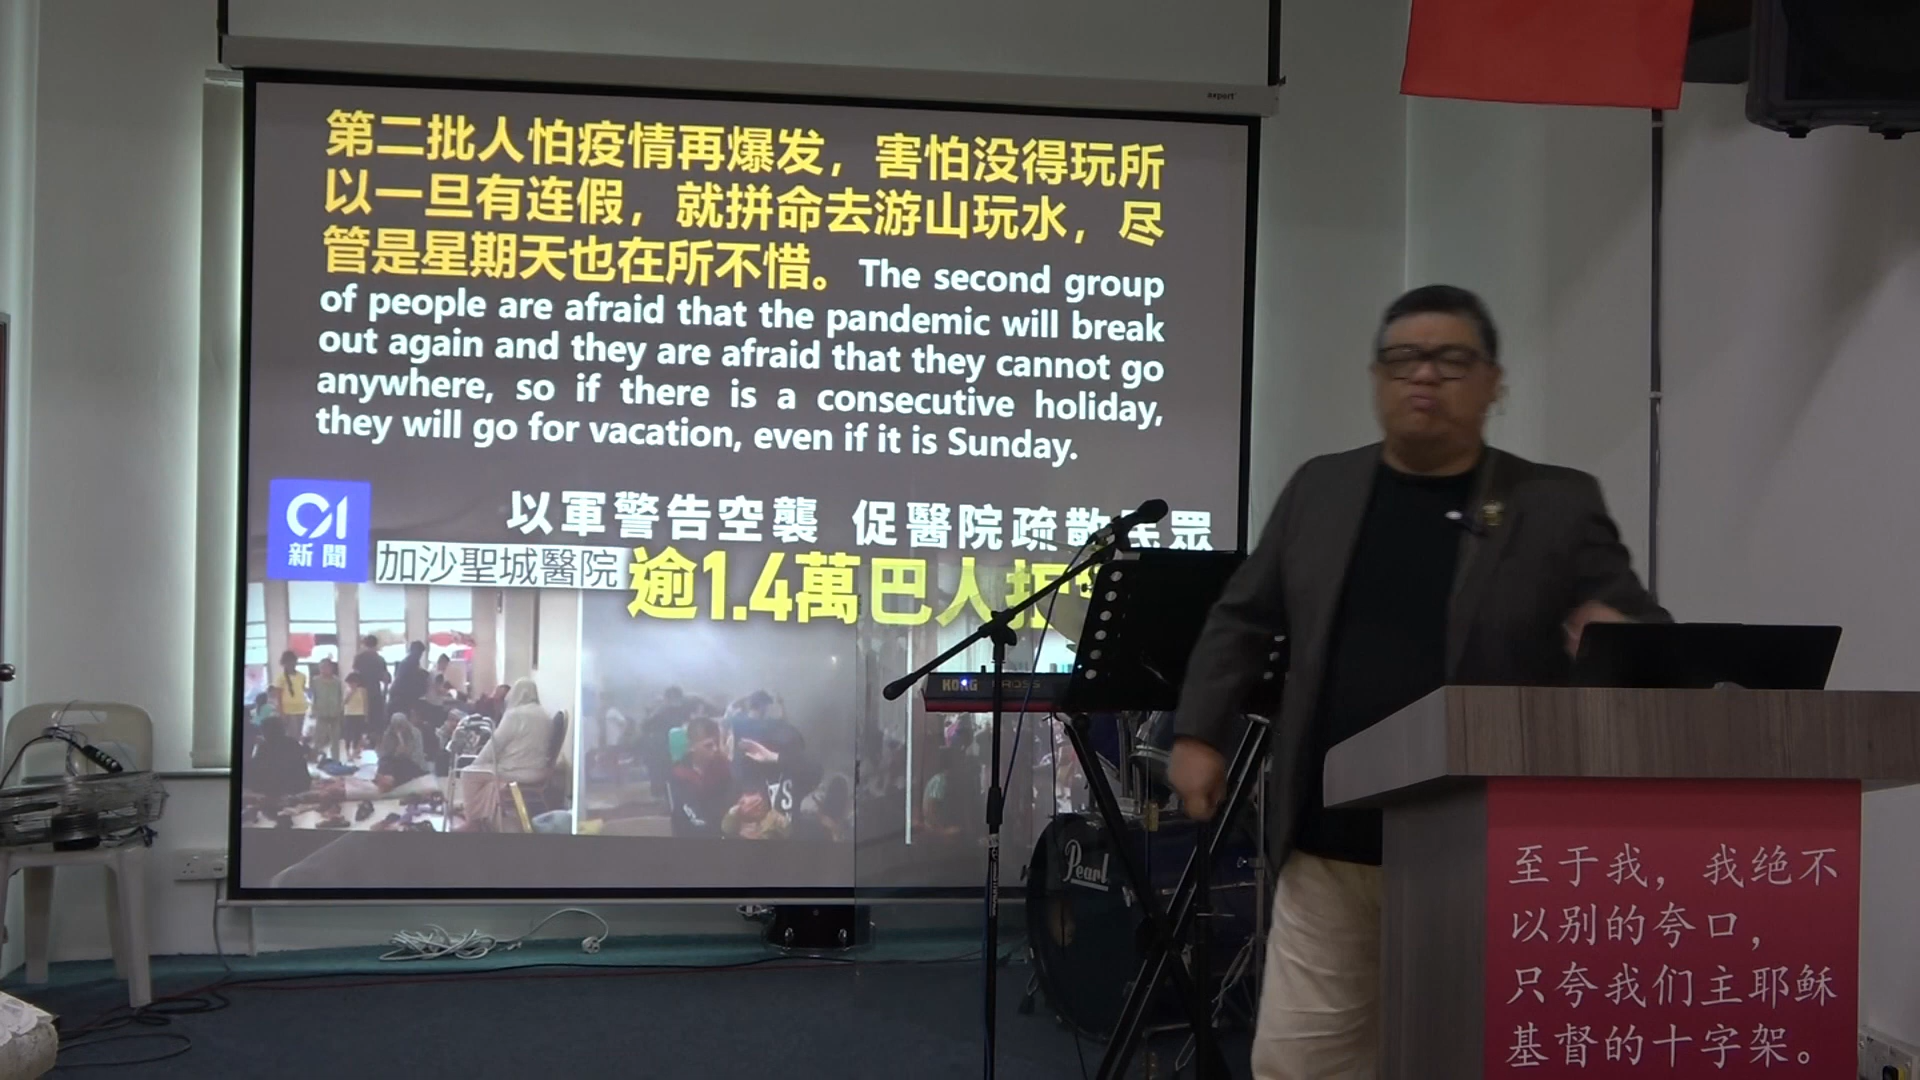 第二批人怕疫情再爆发，害怕没得玩所
以一旦有连假，就拼命去游山玩水，尽
管是星期天也在所不惜。The second group
of people are afraid that the pandemic will break
out again and they are afraid that they cannot go
anywhere, so if there is a consecutive holiday,
they will go for vacation, even if it is Sunday.
01
新聞
以軍警告空襲 促醫院疏散民眾
加沙聖城醫院
逾1.4萬巴人拒
KORG KROSS
Pearl
至于我，我绝不
以别的夸口，
只夸我们主耶稣
基督的十字架。